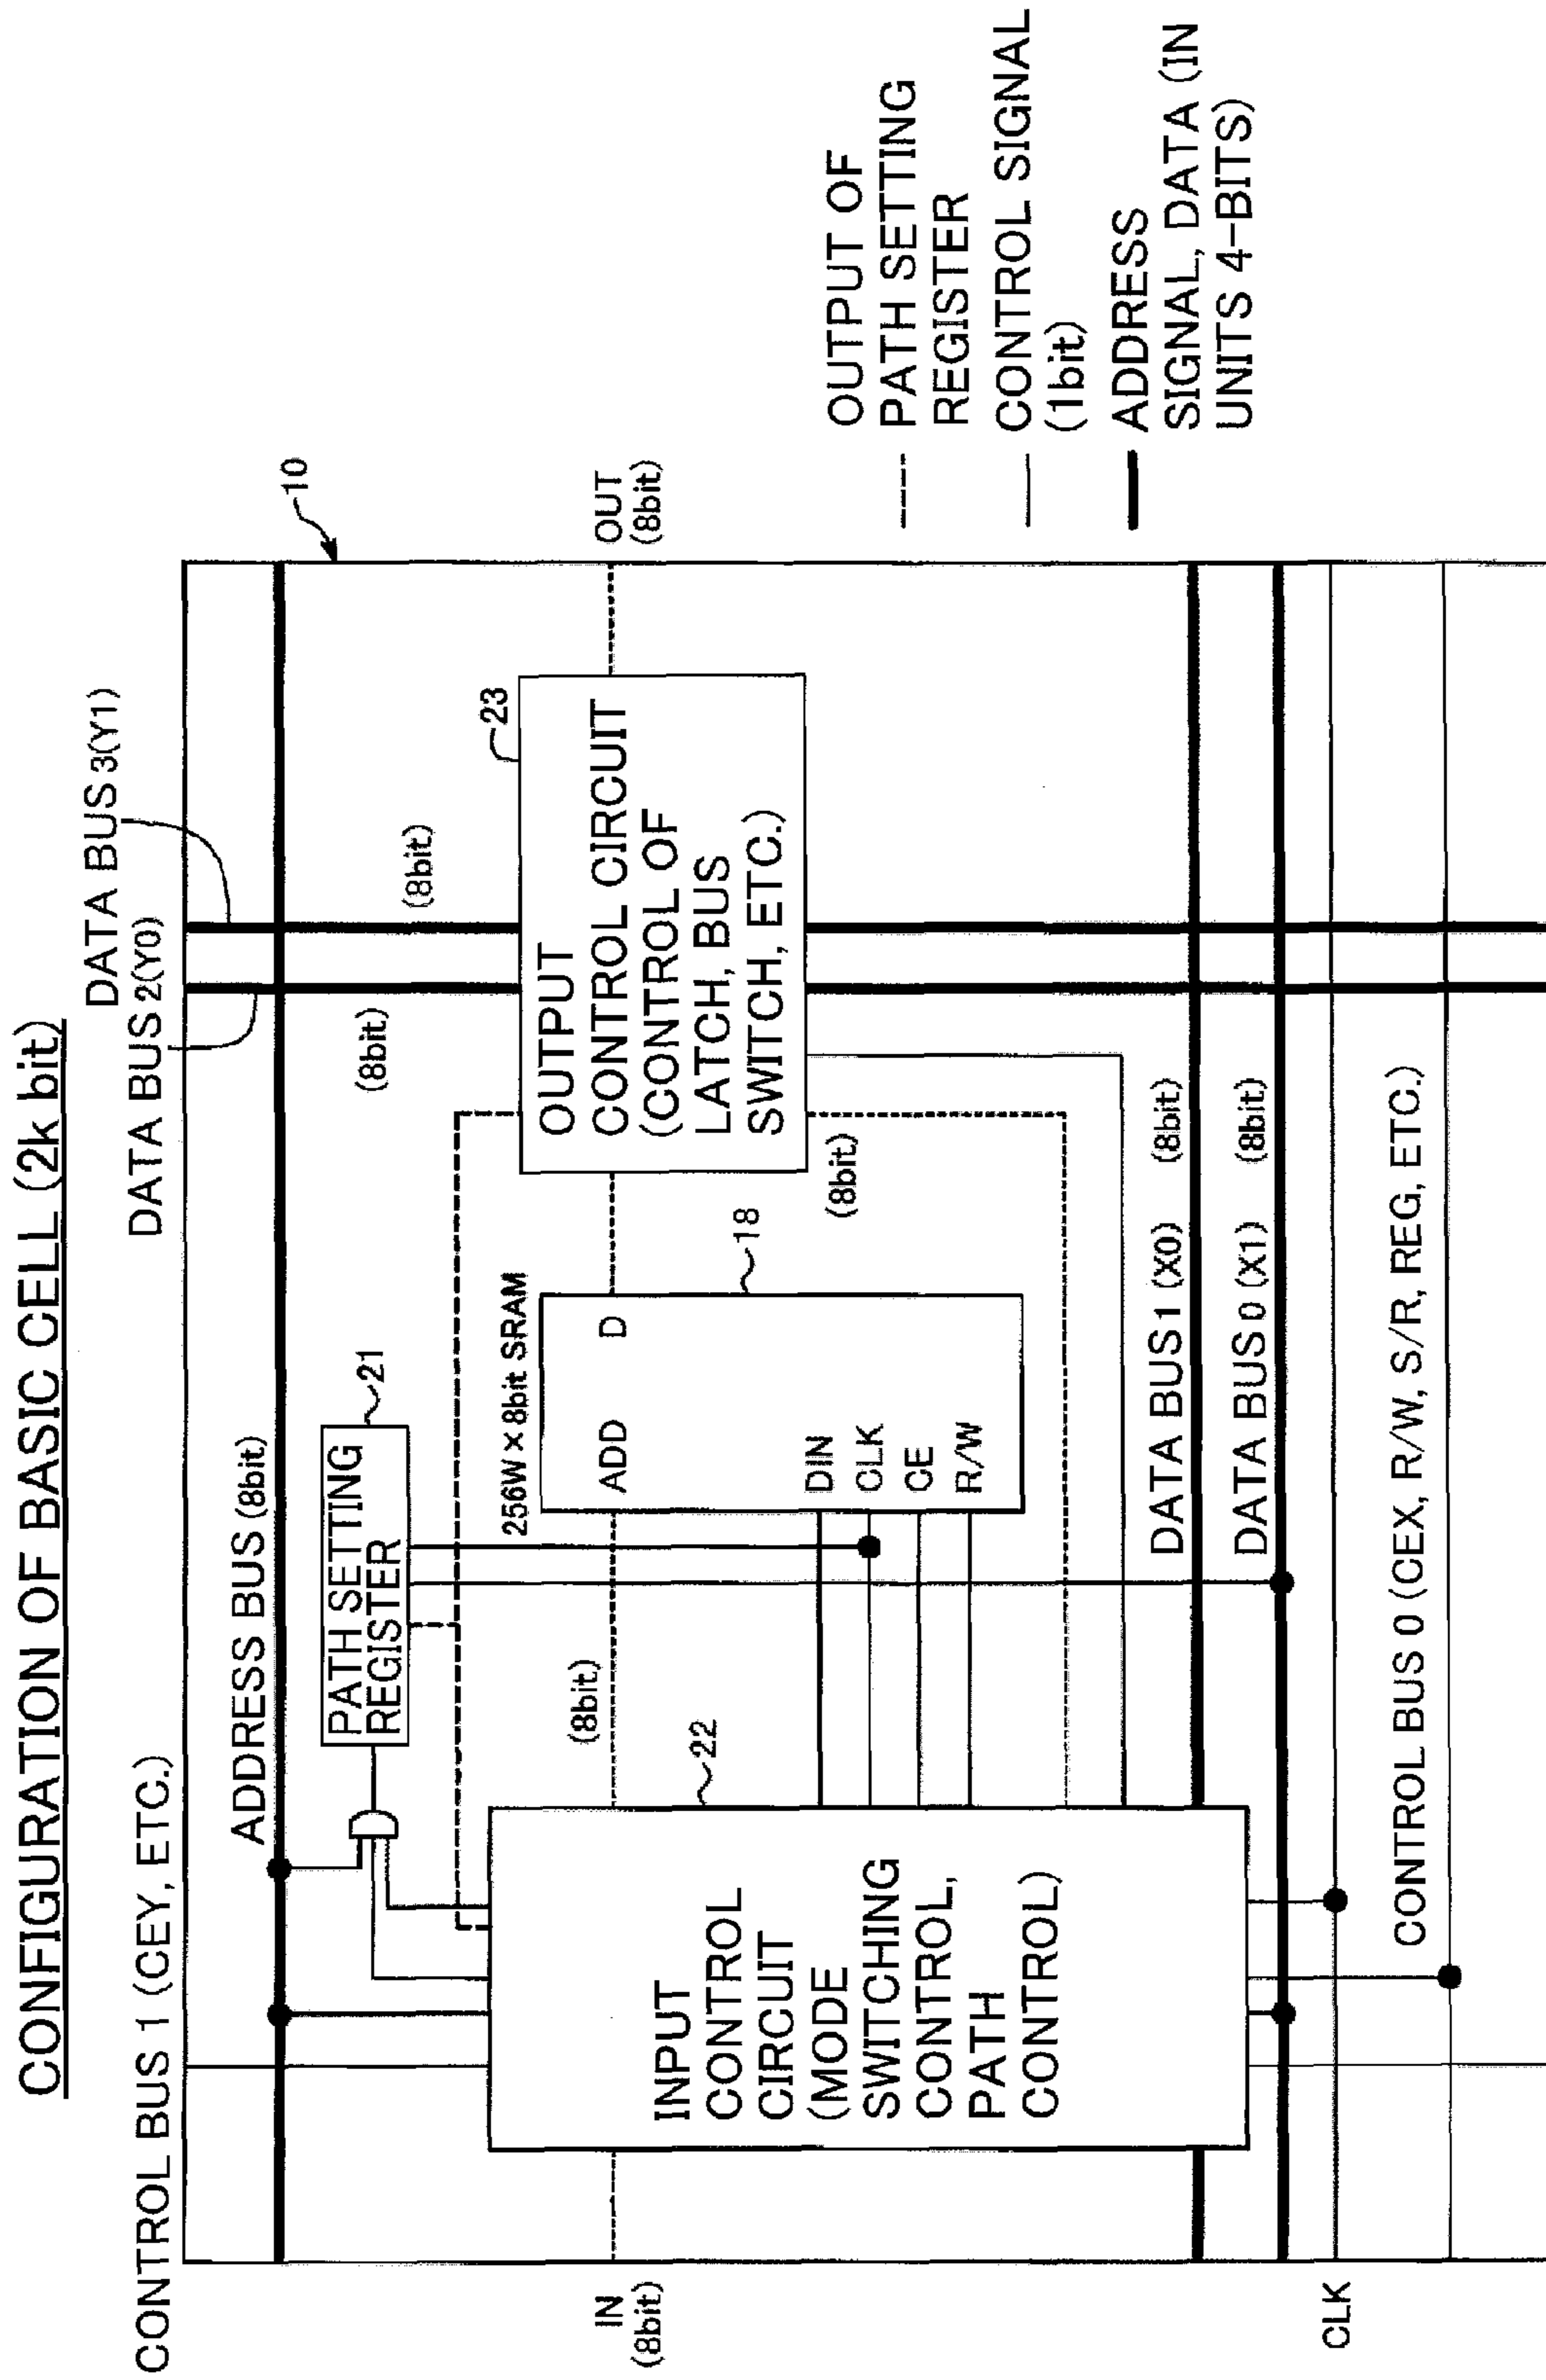 CONFIGURATION OF BASIC CELL (2k bit)
CONTROL BUS 1 (CEY, ETC.)
DATA BUS 2(Y0)
DATA BUS 3(Y1)
ADDRESS BUS (8bit)
10
(8bit)
(8bit)
PATH SETTING
REGISTER
21
256W×8bit SRAM
23
22
(8bit)
18
IN
(8bit)
INPUT
CONTROL
CIRCUIT
(MODE
SWITCHING
CONTROL,
PATH
CONTROL)
ADD
D
DIN
CLK
CE
R/W
OUTPUT
CONTROL CIRCUIT
(CONTROL OF
LATCH, BUS
SWITCH, ETC.)
(8bit)
OUT
(8bit)
DATA BUS1 (X0) (8bit)
DATA BUS 0 (X1) (8bit)
CLK
CONTROL BUS 0 (CEX, R/W, S/R, REG, ETC.)
OUTPUT OF
PATH SETTING
REGISTER
CONTROL SIGNAL
(1bit)
ADDRESS
SIGNAL, DATA (IN
UNITS 4-BITS)